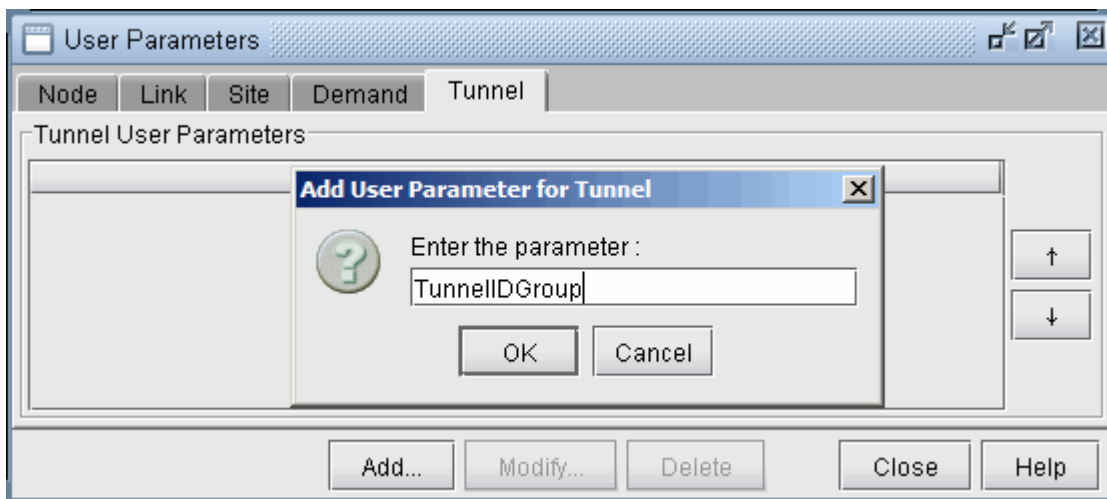 User Parameters
Node Link Site Demand Tunnel
Tunnel User Parameters
Add User Parameter for Tunnel
Enter the parameter :
TunnelIDGroup
OK Cancel
Add... Modify... Delete Close Help